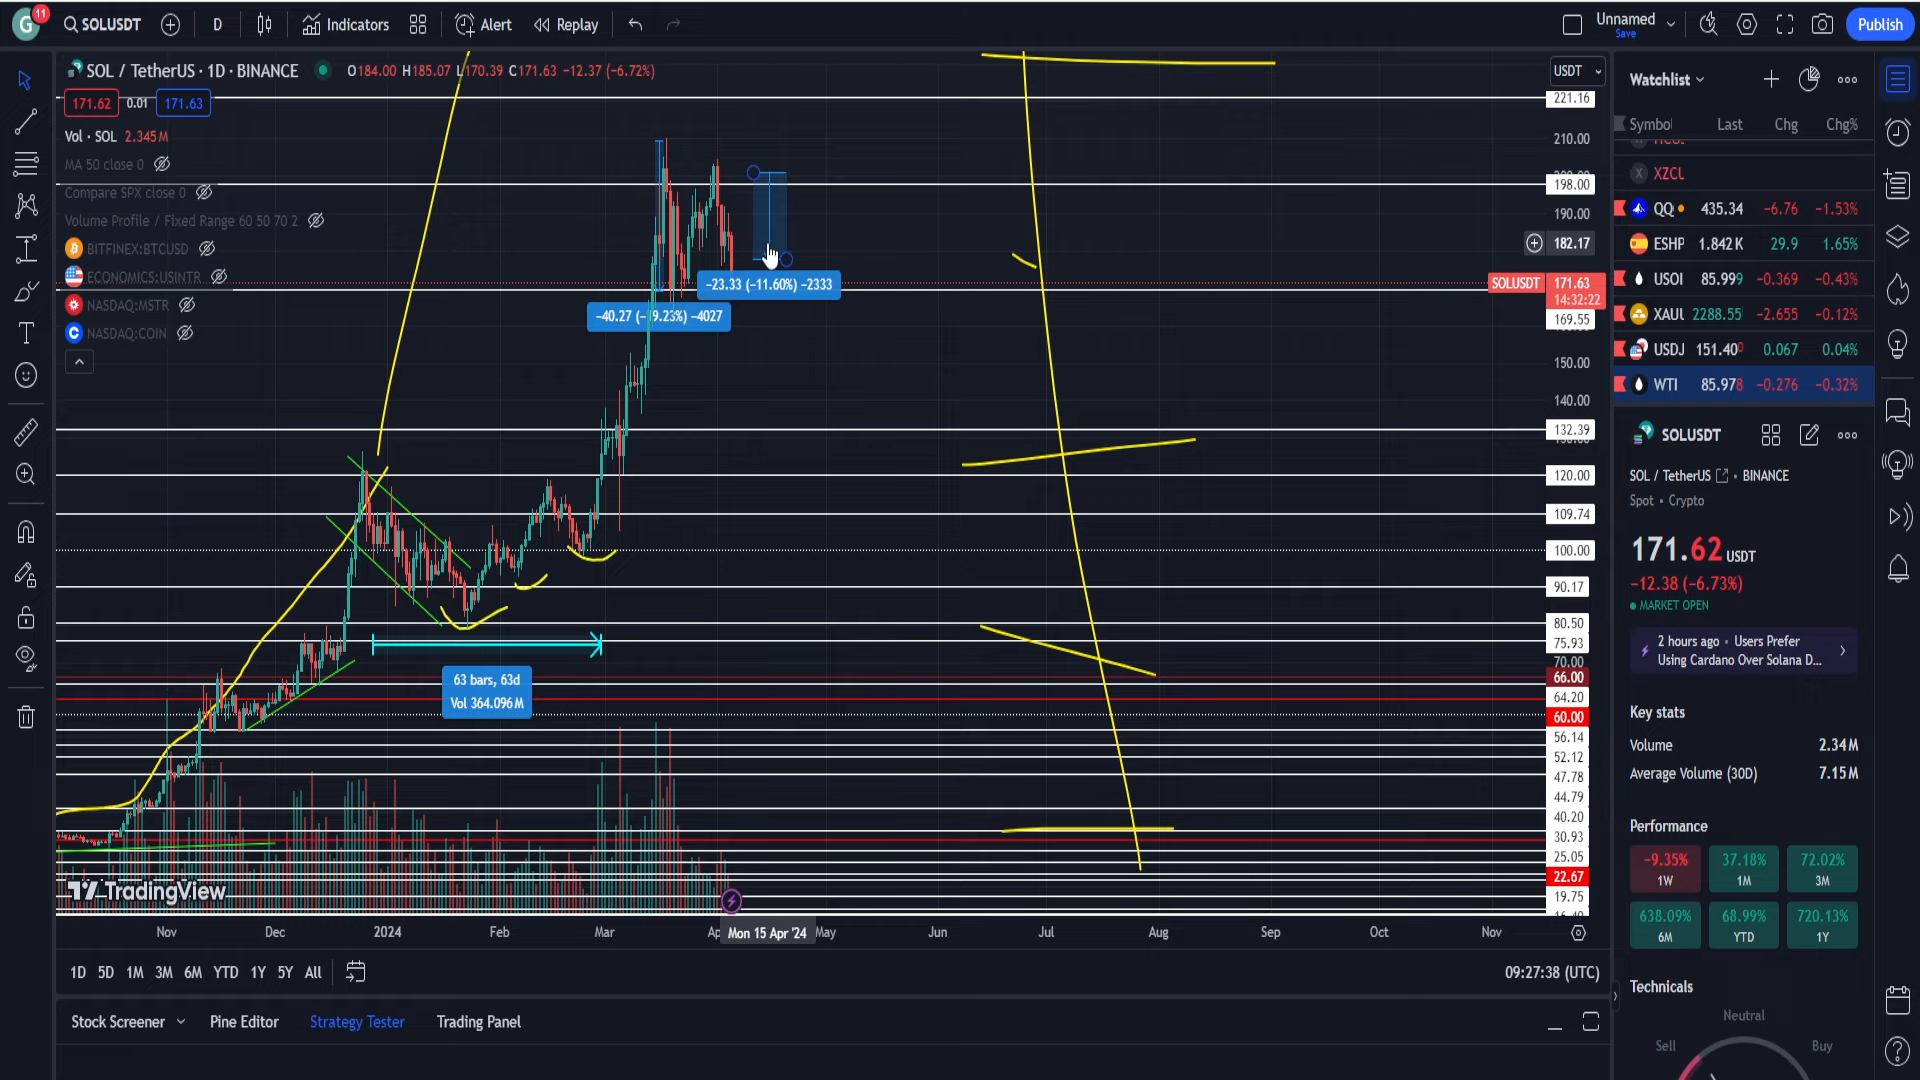 G
11
SOLUSDT
D
Indicators
Alert
Replay
Unnamed
Save
Publish
SOL / TetherUS · 1D · BINANCE
O184.00 H185.07 L170.39 C171.63 −12.37 (−6.72%)
171.62
0.01
171.63
Vol · SOL 2.345M
MA 50 close 0
Compare SPX close 0
Volume Profile / Fixed Range 60 50 70 2
BITFINEX:BTCUSD
ECONOMICS:USINTR
NASDAQ:MSTR
NASDAQ:COIN
USDT
221.16
210.00
198.00
190.00
182.17
SOLUSDT
171.63
14:32:22
169.55
150.00
140.00
132.39
120.00
109.74
100.00
90.17
80.50
75.93
70.00
66.00
64.20
60.00
56.14
52.12
47.78
44.79
40.20
30.93
25.05
22.67
19.75
−23.33 (−11.60%) −2333
63 bars, 63d
Vol 364.096M
TradingView
Nov
Dec
2024
Feb
Mar
Mon 15 Apr '24
May
Jun
Jul
Aug
Sep
Oct
Nov
1D 5D 1M 3M 6M YTD 1Y 5Y All
09:27:38 (UTC)
Stock Screener
Pine Editor
Strategy Tester
Trading Panel
Watchlist
Symbol Last Chg Chg%
XZCL
QQ 435.34 −6.76 −1.53%
ESHP 1.842K 29.9 1.65%
USOI 85.999 −0.369 −0.43%
XAUU 2288.55 −2.655 −0.12%
USDJ 151.400 0.067 0.04%
WTI 85.978 −0.276 −0.32%
SOLUSDT
SOL / TetherUS · BINANCE
Spot · Crypto
171.62 USDT
−12.38 (−6.73%)
MARKET OPEN
2 hours ago · Users Prefer
Using Cardano Over Solana D...
Key stats
Volume 2.34M
Average Volume (30D) 7.15M
Performance
−9.35%
1W
37.18%
1M
72.02%
3M
638.09%
6M
68.99%
YTD
720.13%
1Y
Technicals
Neutral
Sell
Buy